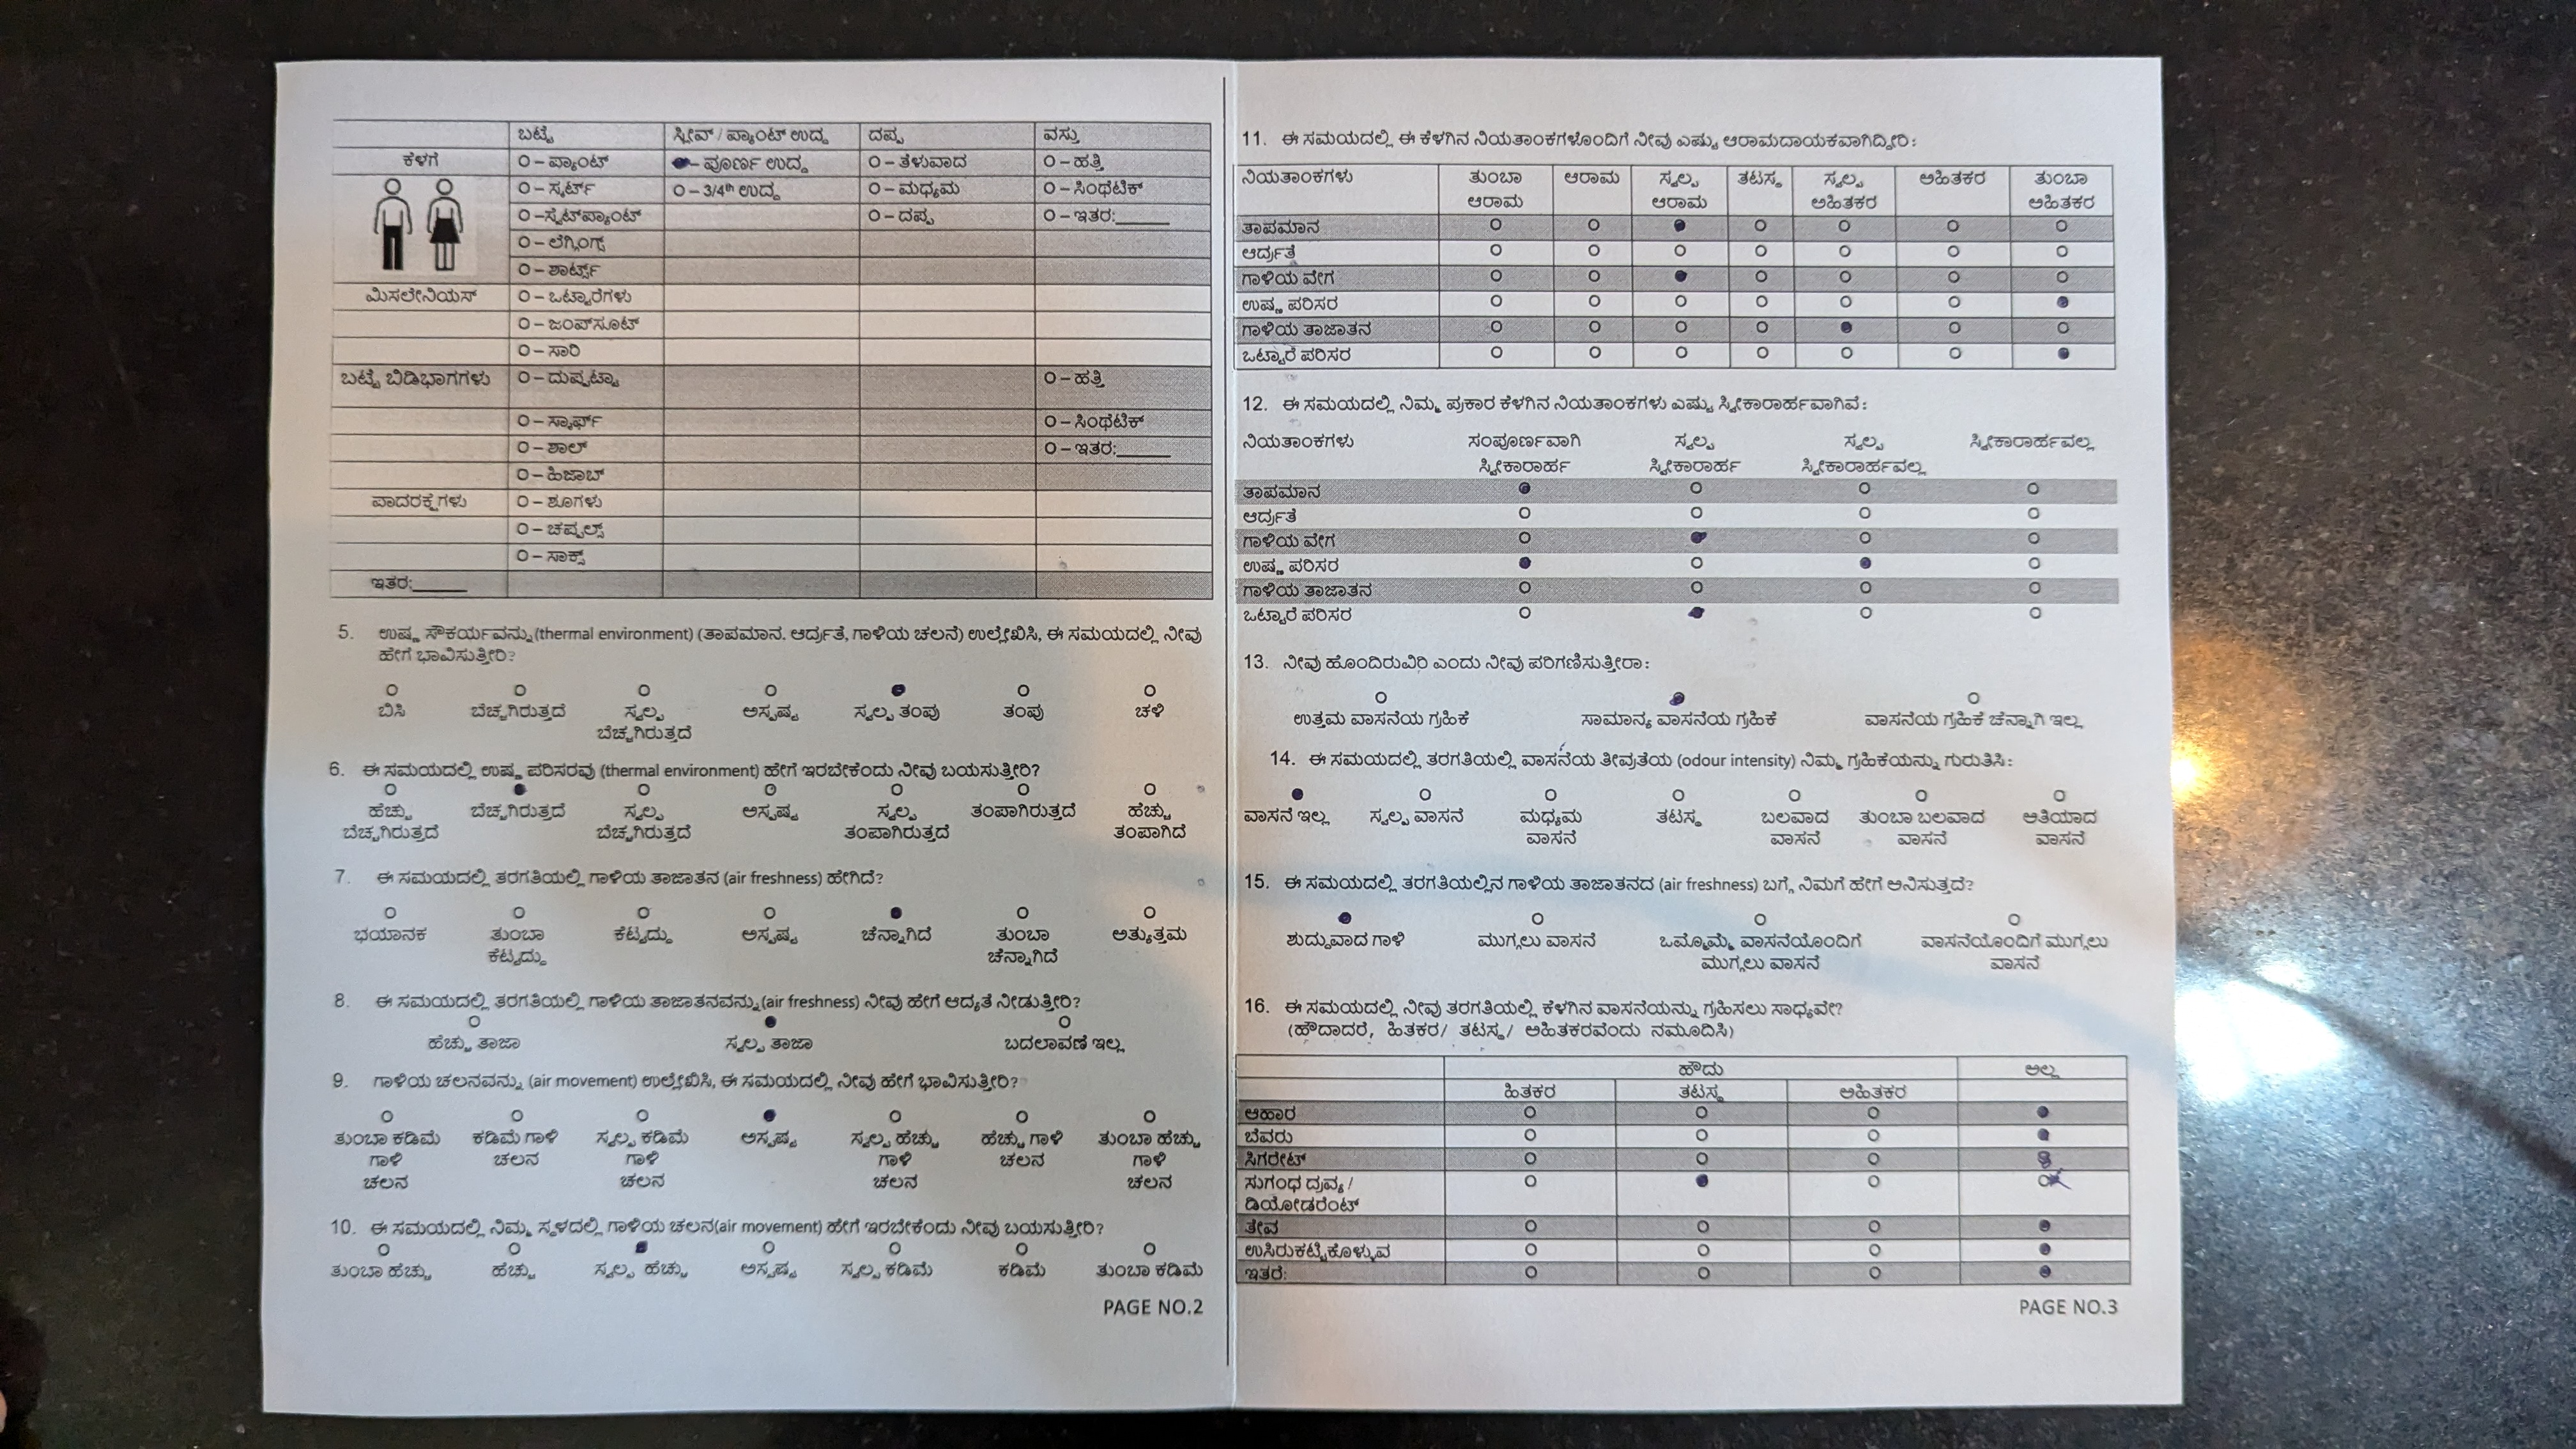 ಬಟ್ಟೆ ಸ್ಲೀವ್ / ಪ್ಯಾಂಟ್ ಉದ್ದ ದಪ್ಪ ವಸ್ತು
ಕೆಳಗೆ O – ಪ್ಯಾಂಟ್ – ಪೂರ್ಣ ಉದ್ದ O – ತೆಳುವಾದ O – ಹತ್ತಿ
O – ಸ್ಕರ್ಟ್ O – 3/4th ಉದ್ದ O – ಮಧ್ಯಮ O – ಸಿಂಥೆಟಿಕ್
O –ಸ್ವೆಟ್‌ಪ್ಯಾಂಟ್ O – ದಪ್ಪ O – ಇತರ:______
O – ಲೆಗ್ಗಿಂಗ್ಸ್
O – ಶಾರ್ಟ್ಸ್
ಮಿಸಲೇನಿಯಸ್ O – ಒಟ್ಟಾರೆಗಳು
O – ಜಂಪ್‌ಸೂಟ್
O – ಸಾರಿ
ಬಟ್ಟೆ ಬಿಡಿಭಾಗಗಳು O – ದುಪ್ಪಟ್ಟಾ O – ಹತ್ತಿ
O – ಸ್ಕಾರ್ಫ್ O – ಸಿಂಥೆಟಿಕ್
O – ಶಾಲ್ O – ಇತರ:______
O – ಹಿಜಾಬ್
ಪಾದರಕ್ಷೆಗಳು O – ಶೂಗಳು
O – ಚಪ್ಪಲ್ಸ್
O – ಸಾಕ್ಸ್
ಇತರ:______
5. ಉಷ್ಣ ಸೌಕರ್ಯವನ್ನು (thermal environment) (ತಾಪಮಾನ. ಆರ್ದ್ರತೆ, ಗಾಳಿಯ ಚಲನೆ) ಉಲ್ಲೇಖಿಸಿ, ಈ ಸಮಯದಲ್ಲಿ ನೀವು
ಹೇಗೆ ಭಾವಿಸುತ್ತೀರಿ?
ಬಿಸಿ ಬೆಚ್ಚಗಿರುತ್ತದೆ ಸ್ವಲ್ಪ ಅಸ್ಪಷ್ಟ ಸ್ವಲ್ಪ ತಂಪು ತಂಪು ಚಳಿ
ಬೆಚ್ಚಗಿರುತ್ತದೆ
6. ಈ ಸಮಯದಲ್ಲಿ ಉಷ್ಣ ಪರಿಸರವು (thermal environment) ಹೇಗೆ ಇರಬೇಕೆಂದು ನೀವು ಬಯಸುತ್ತೀರಿ?
ಹೆಚ್ಚು ಬೆಚ್ಚಗಿರುತ್ತದೆ ಸ್ವಲ್ಪ ಅಸ್ಪಷ್ಟ ಸ್ವಲ್ಪ ತಂಪಾಗಿರುತ್ತದೆ ಹೆಚ್ಚು
ಬೆಚ್ಚಗಿರುತ್ತದೆ ಬೆಚ್ಚಗಿರುತ್ತದೆ ತಂಪಾಗಿರುತ್ತದೆ ತಂಪಾಗಿದೆ
7. ಈ ಸಮಯದಲ್ಲಿ ತರಗತಿಯಲ್ಲಿ ಗಾಳಿಯ ತಾಜಾತನ (air freshness) ಹೇಗಿದೆ?
ಭಯಾನಕ ತುಂಬಾ ಕೆಟ್ಟದ್ದು ಅಸ್ಪಷ್ಟ ಚೆನ್ನಾಗಿದೆ ತುಂಬಾ ಅತ್ಯುತ್ತಮ
ಕೆಟ್ಟದ್ದು ಚೆನ್ನಾಗಿದೆ
8. ಈ ಸಮಯದಲ್ಲಿ ತರಗತಿಯಲ್ಲಿ ಗಾಳಿಯ ತಾಜಾತನವನ್ನು (air freshness) ನೀವು ಹೇಗೆ ಆದ್ಯತೆ ನೀಡುತ್ತೀರಿ?
ಹೆಚ್ಚು ತಾಜಾ ಸ್ವಲ್ಪ ತಾಜಾ ಬದಲಾವಣೆ ಇಲ್ಲ
9. ಗಾಳಿಯ ಚಲನವನ್ನು (air movement) ಉಲ್ಲೇಖಿಸಿ, ಈ ಸಮಯದಲ್ಲಿ ನೀವು ಹೇಗೆ ಭಾವಿಸುತ್ತೀರಿ?
ತುಂಬಾ ಕಡಿಮೆ ಕಡಿಮೆ ಗಾಳಿ ಸ್ವಲ್ಪ ಕಡಿಮೆ ಅಸ್ಪಷ್ಟ ಸ್ವಲ್ಪ ಹೆಚ್ಚು ಹೆಚ್ಚು ಗಾಳಿ ತುಂಬಾ ಹೆಚ್ಚು
ಗಾಳಿ ಚಲನ ಗಾಳಿ ಗಾಳಿ ಚಲನ ಗಾಳಿ
ಚಲನ ಚಲನ ಚಲನ ಚಲನ
10. ಈ ಸಮಯದಲ್ಲಿ ನಿಮ್ಮ ಸ್ಥಳದಲ್ಲಿ ಗಾಳಿಯ ಚಲನ(air movement) ಹೇಗೆ ಇರಬೇಕೆಂದು ನೀವು ಬಯಸುತ್ತೀರಿ?
ತುಂಬಾ ಹೆಚ್ಚು ಹೆಚ್ಚು ಸ್ವಲ್ಪ ಹೆಚ್ಚು ಅಸ್ಪಷ್ಟ ಸ್ವಲ್ಪ ಕಡಿಮೆ ಕಡಿಮೆ ತುಂಬಾ ಕಡಿಮೆ
PAGE NO.2
11. ಈ ಸಮಯದಲ್ಲಿ ಈ ಕೆಳಗಿನ ನಿಯತಾಂಕಗಳೊಂದಿಗೆ ನೀವು ಎಷ್ಟು ಆರಾಮದಾಯಕವಾಗಿದ್ದೀರಿ:
ನಿಯತಾಂಕಗಳು ತುಂಬಾ ಆರಾಮ ಸ್ವಲ್ಪ ತಟಸ್ಥ ಸ್ವಲ್ಪ ಅಹಿತಕರ ತುಂಬಾ
ಆರಾಮ ಆರಾಮ ಅಹಿತಕರ ಅಹಿತಕರ
ತಾಪಮಾನ
ಆರ್ದ್ರತೆ
ಗಾಳಿಯ ವೇಗ
ಉಷ್ಣ ಪರಿಸರ
ಗಾಳಿಯ ತಾಜಾತನ
ಒಟ್ಟಾರೆ ಪರಿಸರ
12. ಈ ಸಮಯದಲ್ಲಿ ನಿಮ್ಮ ಪ್ರಕಾರ ಕೆಳಗಿನ ನಿಯತಾಂಕಗಳು ಎಷ್ಟು ಸ್ವೀಕಾರಾರ್ಹವಾಗಿವೆ:
ನಿಯತಾಂಕಗಳು ಸಂಪೂರ್ಣವಾಗಿ ಸ್ವಲ್ಪ ಸ್ವಲ್ಪ ಸ್ವೀಕಾರಾರ್ಹವಲ್ಲ
ಸ್ವೀಕಾರಾರ್ಹ ಸ್ವೀಕಾರಾರ್ಹ ಸ್ವೀಕಾರಾರ್ಹವಲ್ಲ
ತಾಪಮಾನ
ಆರ್ದ್ರತೆ
ಗಾಳಿಯ ವೇಗ
ಉಷ್ಣ ಪರಿಸರ
ಗಾಳಿಯ ತಾಜಾತನ
ಒಟ್ಟಾರೆ ಪರಿಸರ
13. ನೀವು ಹೊಂದಿರುವಿರಿ ಎಂದು ನೀವು ಪರಿಗಣಿಸುತ್ತೀರಾ:
ಉತ್ತಮ ವಾಸನೆಯ ಗ್ರಹಿಕೆ ಸಾಮಾನ್ಯ ವಾಸನೆಯ ಗ್ರಹಿಕೆ ವಾಸನೆಯ ಗ್ರಹಿಕೆ ಚೆನ್ನಾಗಿ ಇಲ್ಲ
14. ಈ ಸಮಯದಲ್ಲಿ ತರಗತಿಯಲ್ಲಿ ವಾಸನೆಯ ತೀವ್ರತೆಯ (odour intensity) ನಿಮ್ಮ ಗ್ರಹಿಕೆಯನ್ನು ಗುರುತಿಸಿ:
ವಾಸನೆ ಇಲ್ಲ ಸ್ವಲ್ಪ ವಾಸನೆ ಮಧ್ಯಮ ತಟಸ್ಥ ಬಲವಾದ ತುಂಬಾ ಬಲವಾದ ಅತಿಯಾದ
ವಾಸನೆ ವಾಸನೆ ವಾಸನೆ ವಾಸನೆ
15. ಈ ಸಮಯದಲ್ಲಿ ತರಗತಿಯಲ್ಲಿನ ಗಾಳಿಯ ತಾಜಾತನದ (air freshness) ಬಗ್ಗೆ ನಿಮಗೆ ಹೇಗೆ ಅನಿಸುತ್ತದೆ?
ಶುದ್ಧವಾದ ಗಾಳಿ ಮುಗ್ಗಲು ವಾಸನೆ ಒಮ್ಮೊಮ್ಮೆ ವಾಸನೆಯೊಂದಿಗೆ ವಾಸನೆಯೊಂದಿಗೆ ಮುಗ್ಗಲು
ಮುಗ್ಗಲು ವಾಸನೆ ವಾಸನೆ
16. ಈ ಸಮಯದಲ್ಲಿ ನೀವು ತರಗತಿಯಲ್ಲಿ ಕೆಳಗಿನ ವಾಸನೆಯನ್ನು ಗ್ರಹಿಸಲು ಸಾಧ್ಯವೇ?
(ಹೌದಾದರೆ, ಹಿತಕರ/ ತಟಸ್ಥ/ ಅಹಿತಕರವೆಂದು ನಮೂದಿಸಿ)
ಹೌದು ಅಲ್ಲ
ಹಿತಕರ ತಟಸ್ಥ ಅಹಿತಕರ
ಆಹಾರ
ಬೆವರು
ಸಿಗರೇಟ್
ಸುಗಂಧ ದ್ರವ್ಯ /
ಡಿಯೋಡರೆಂಟ್
ತೇವ
ಉಸಿರುಕಟ್ಟಿಕೊಳ್ಳುವ
ಇತರೆ:
PAGE NO.3